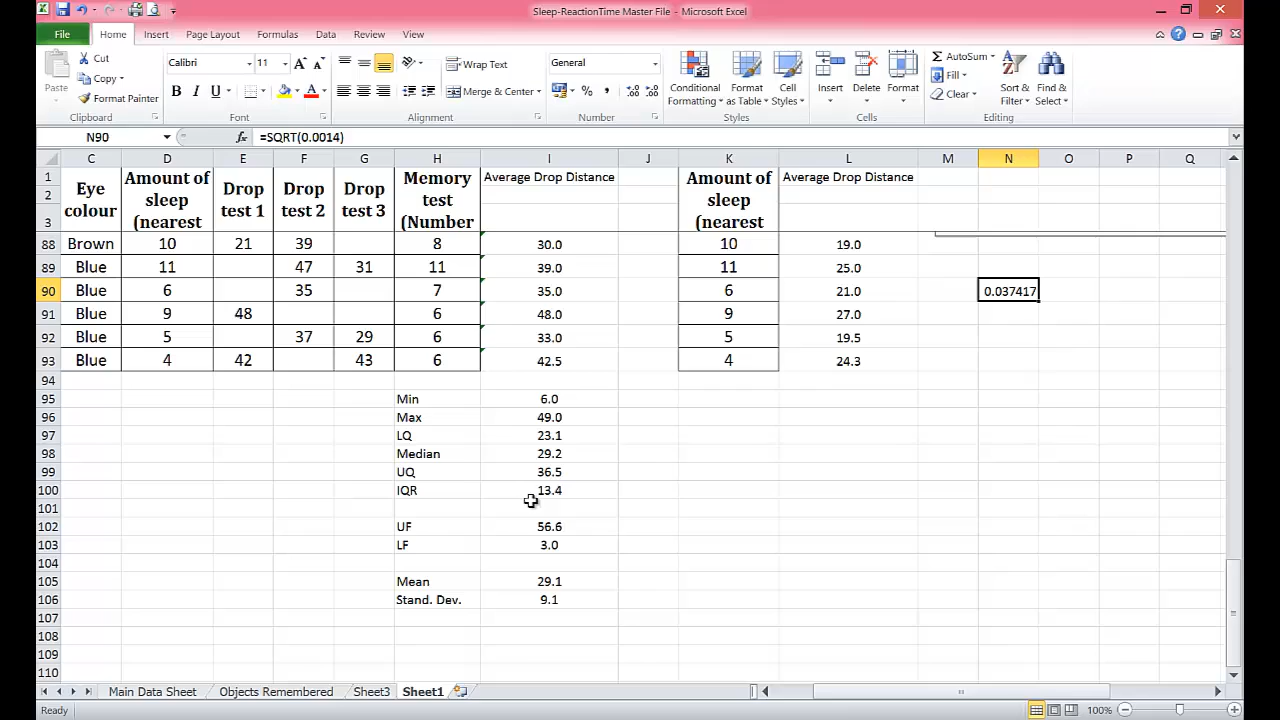 Sleep-ReactionTime Master File - Microsoft Excel
File Home Insert Page Layout Formulas Data Review View
Paste Cut Copy Format Painter Clipboard
Calibri 11 B I U Font
Wrap Text Merge & Center Alignment
General % , Number
Conditional Formatting Format as Table Cell Styles Styles
Insert Delete Format Cells
AutoSum Fill Clear Sort & Filter Find & Select Editing
N90 fx =SQRT(0.0014)
C D E F G H I J K L M N O P Q
1 2 3 Eye colour Amount of sleep (nearest Drop test 1 Drop test 2 Drop test 3 Memory test (Number Average Drop Distance Amount of sleep (nearest Average Drop Distance
88 Brown 10 21 39 8 30.0 10 19.0
89 Blue 11 47 31 11 39.0 11 25.0
90 Blue 6 35 7 35.0 6 21.0 0.037417
91 Blue 9 48 6 48.0 9 27.0
92 Blue 5 37 29 6 33.0 5 19.5
93 Blue 4 42 43 6 42.5 4 24.3
94
95 Min 6.0
96 Max 49.0
97 LQ 23.1
98 Median 29.2
99 UQ 36.5
100 IQR 13.4
101
102 UF 56.6
103 LF 3.0
104
105 Mean 29.1
106 Stand. Dev. 9.1
107
108
109
110
Main Data Sheet Objects Remembered Sheet3 Sheet1
Ready 100%